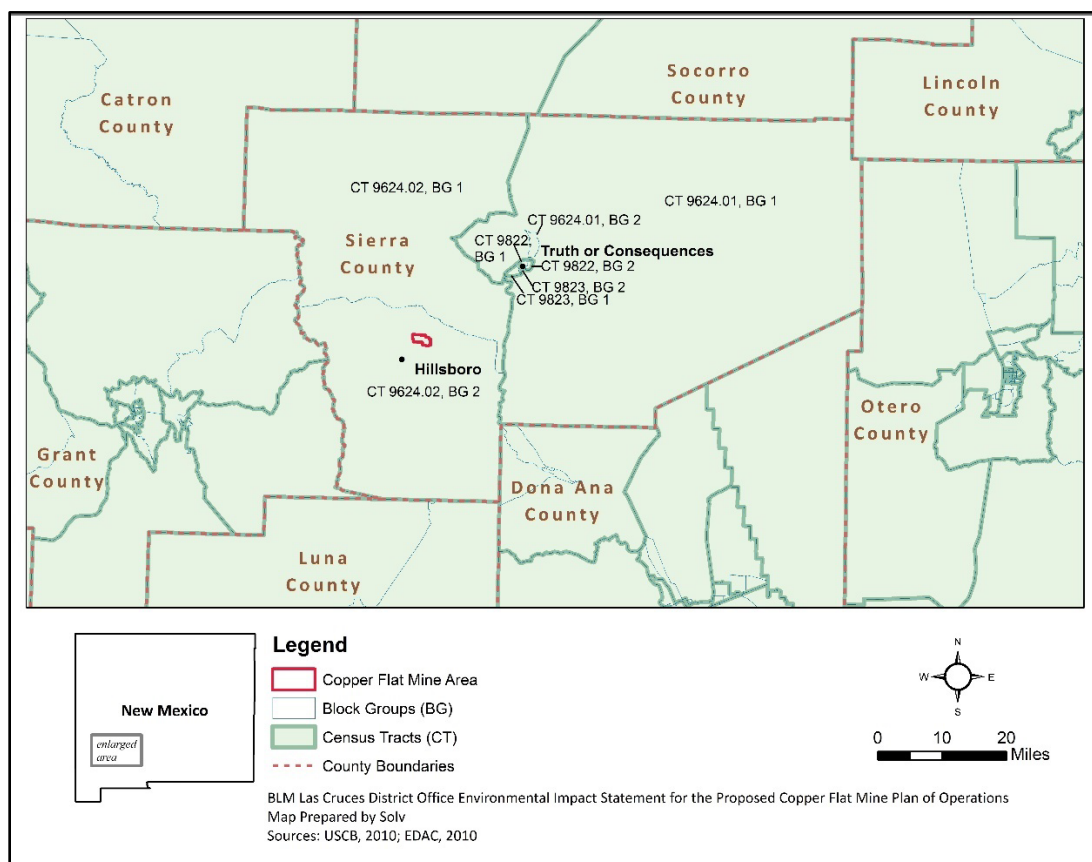 Catron
County
Socorro
County
Lincoln
County
CT 9624.02, BG 1
CT 9624.01, BG 1
CT 9624.01, BG 2
Sierra
County
CT 9822,
BG 1
Truth or Consequences
CT 9822, BG 2
CT 9823, BG 2
CT 9823, BG 1
Hillsboro
CT 9624.02, BG 2
Otero
County
Grant
County
Dona Ana
County
Luna
County
Legend
Copper Flat Mine Area
Block Groups (BG)
Census Tracts (CT)
County Boundaries
New Mexico
enlarged
area
N
W
E
S
0 10 20
Miles
BLM Las Cruces District Office Environmental Impact Statement for the Proposed Copper Flat Mine Plan of Operations
Map Prepared by Solv
Sources: USCB, 2010; EDAC, 2010